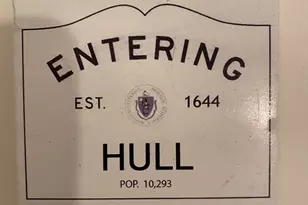 ENTERING
EST. 1644
HULL
POP. 10,293